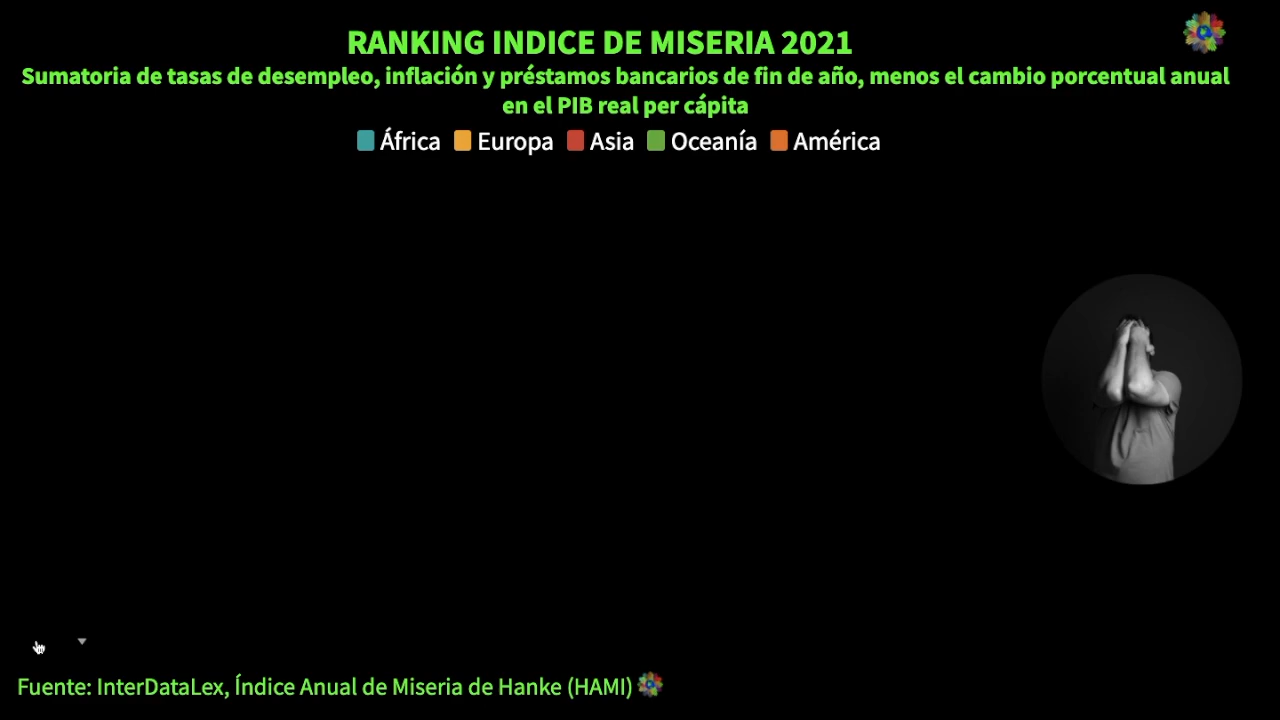 RANKING INDICE DE MISERIA 2021
Sumatoria de tasas de desempleo, inflación y préstamos bancarios de fin de año, menos el cambio porcentual anual
en el PIB real per cápita
África Europa Asia Oceanía América
Fuente: InterDataLex, Índice Anual de Miseria de Hanke (HAMI)